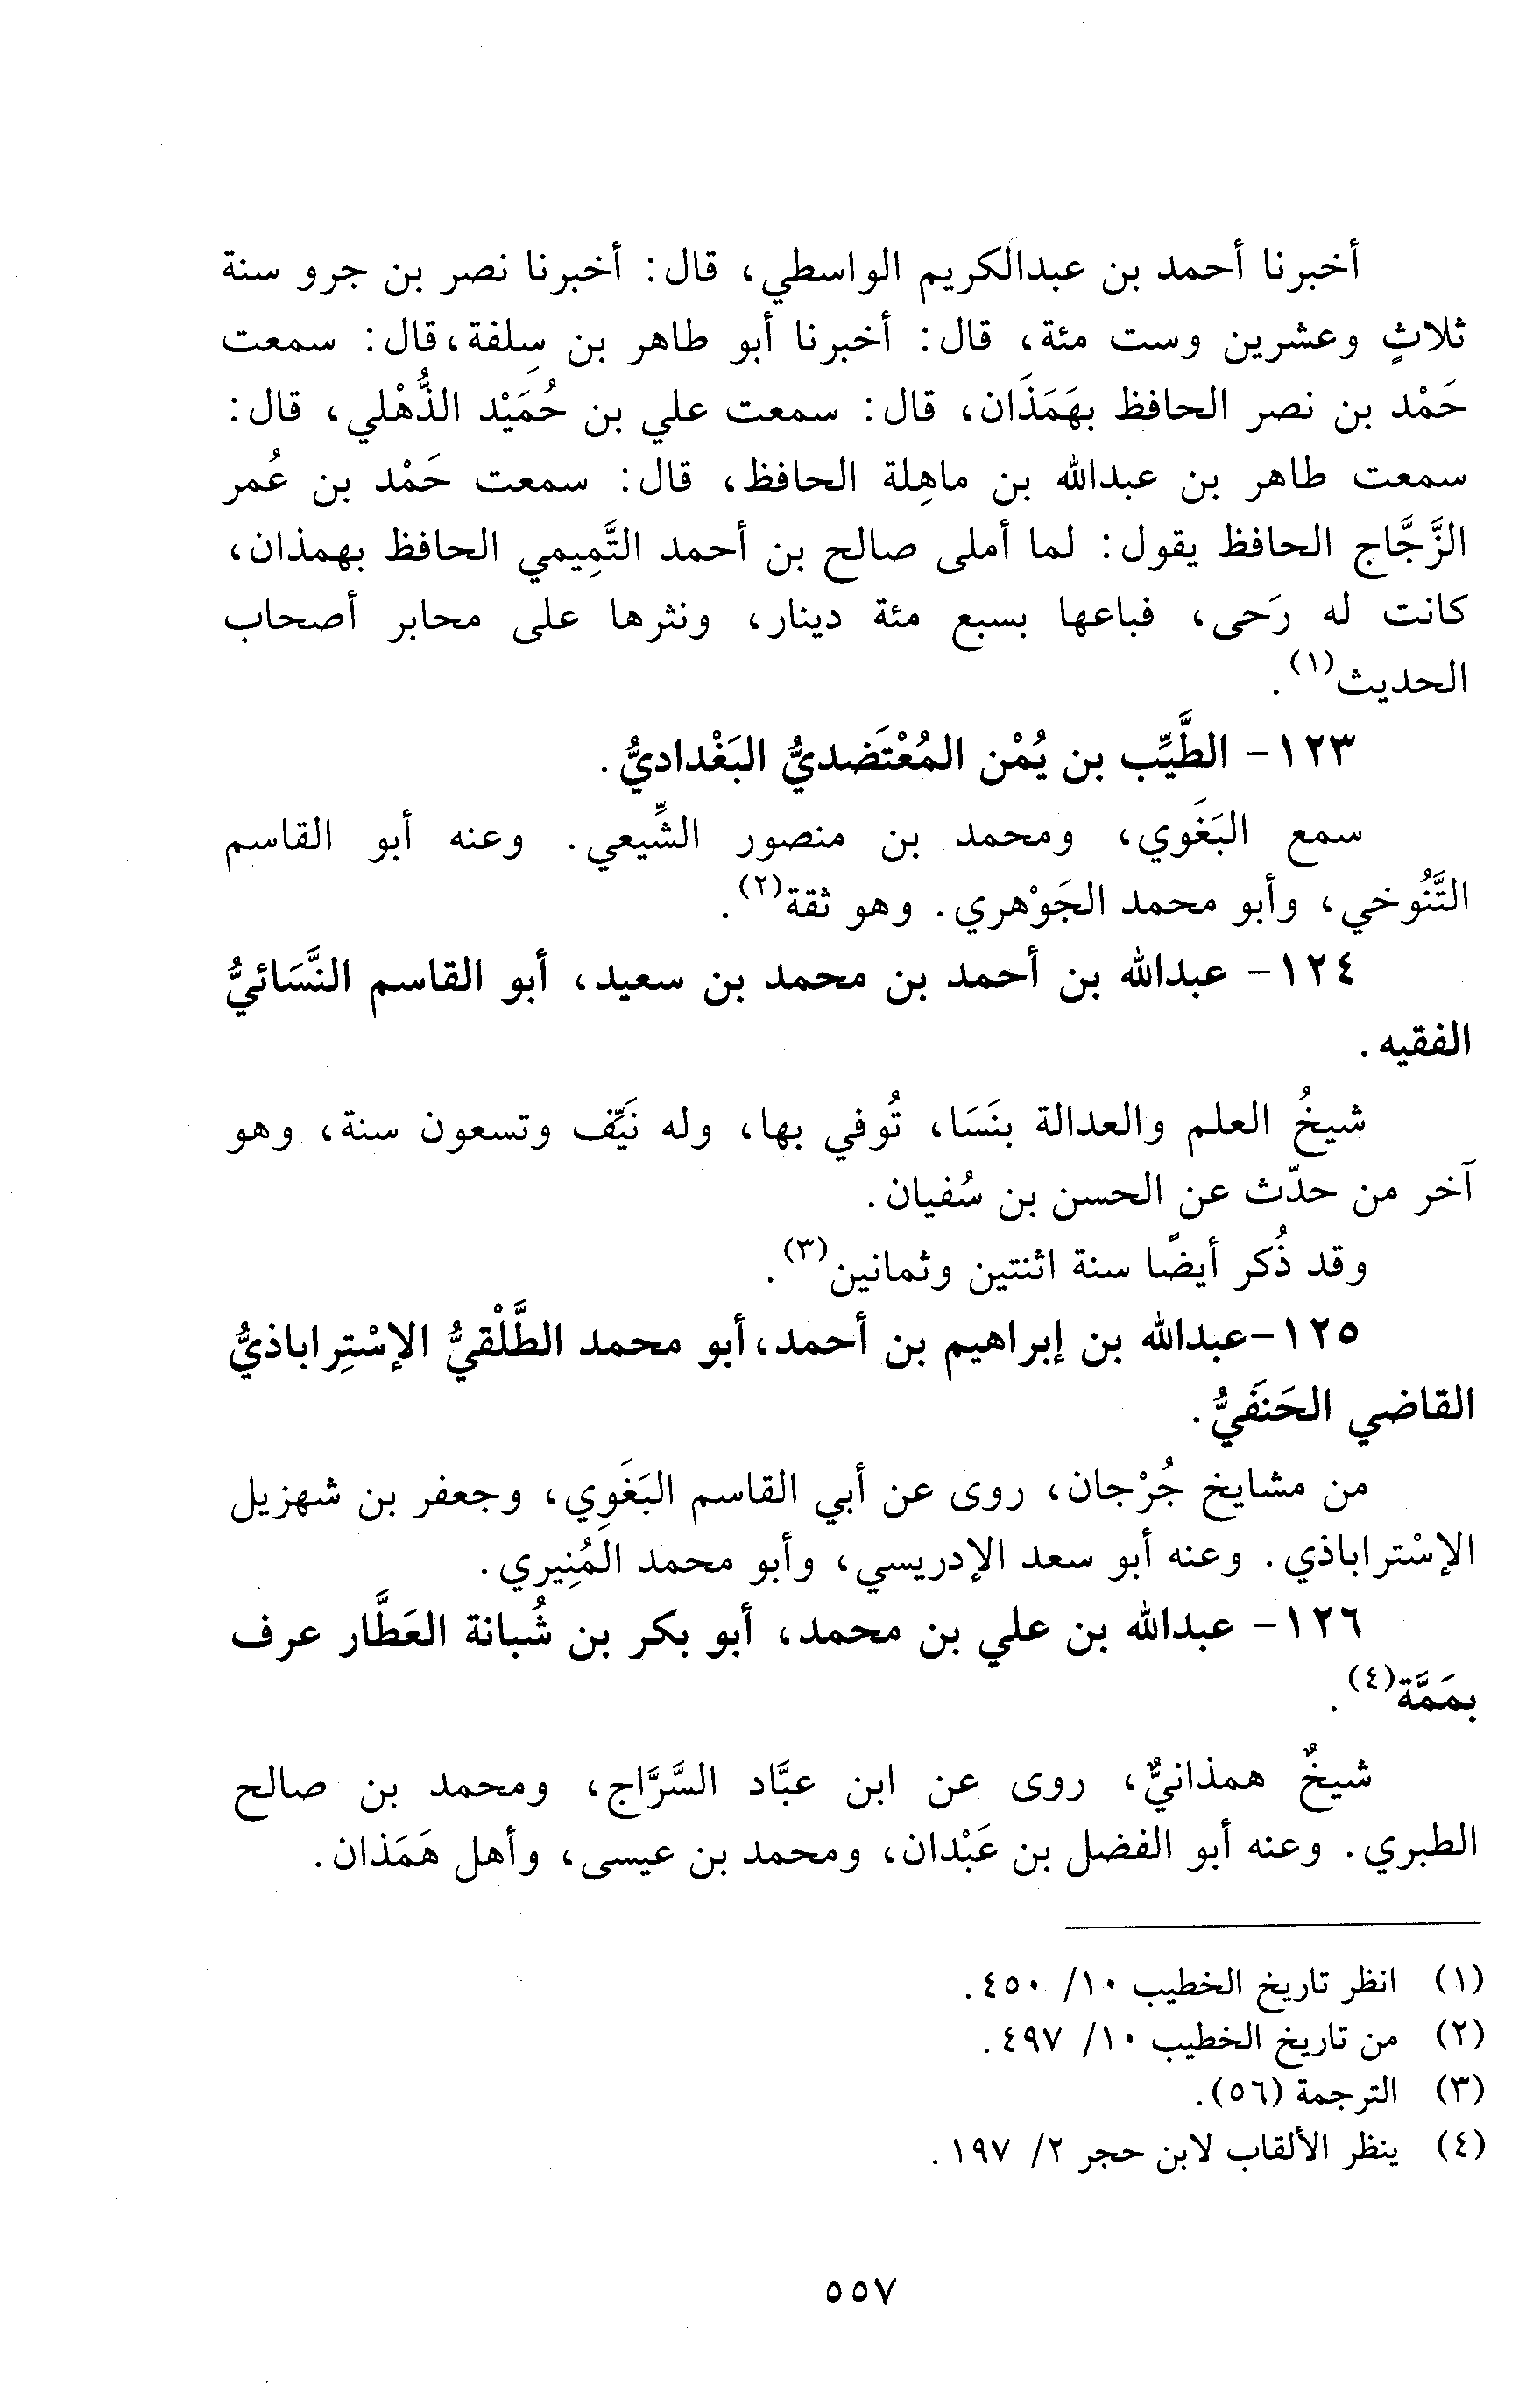 أخبرنا أحمد بن عبدالكريم الواسطي، قال: أخبرنا نصر بن جرو سنة
ثلاثٍ وعشرين وست مئة، قال: أخبرنا أبو طاهر بن سِلفة،قال: سمعت
حَمْد بن نصر الحافظ بهَمَذَان، قال: سمعت علي بن حُمَيْد الذُّهْلي، قال:
سمعت طاهر بن عبدالله بن ماهِلة الحافظ، قال: سمعت حَمْد بن عُمر
الزَّجَّاج الحافظ يقول: لما أملى صالح بن أحمد التَّمِيمي الحافظ بهمذان،
كانت له رَحى، فباعها بسبع مئة دينار، ونثرها على محابر أصحاب
الحديث(١).
١٢٣- الطَّيِّب بن يُمْن المُعْتَضديُّ البَغْداديُّ.
سمع البَغَوي، ومحمد بن منصور الشِّيعي. وعنه أبو القاسم
التَّنُوخي، وأبو محمد الجَوْهري. وهو ثقة(٢).
١٢٤- عبدالله بن أحمد بن محمد بن سعيد، أبو القاسم النَّسَائيُّ
الفقيه.
شيخُ العلم والعدالة بنَسَا، تُوفي بها، وله نَيِّف وتسعون سنة، وهو
آخر من حدّث عن الحسن بن سُفيان.
وقد ذُكر أيضًا سنة اثنتين وثمانين(٣).
١٢٥-عبدالله بن إبراهيم بن أحمد،أبو محمد الطَّلْقيُّ الإسْتِراباذيُّ
القاضي الحَنفَيُّ.
من مشايخ جُرْجان، روى عن أبي القاسم البَغَوِي، وجعفر بن شهزيل
الإسْتراباذي. وعنه أبو سعد الإدريسي، وأبو محمد المُنِيري.
١٢٦- عبدالله بن علي بن محمد، أبو بكر بن شُبانة العَطَّار عرف
بمَمَّة(٤).
شيخٌ همذانيٌّ، روى عن ابن عبَّاد السَّرَّاج، ومحمد بن صالح
الطبري. وعنه أبو الفضل بن عَبْدان، ومحمد بن عيسى، وأهل هَمَذان.
(١) انظر تاريخ الخطيب ١٠/ ٤٥٠.
(٢) من تاريخ الخطيب ١٠/ ٤٩٧.
(٣) الترجمة (٥٦).
(٤) ينظر الألقاب لابن حجر ٢/ ١٩٧.
٥٥٧